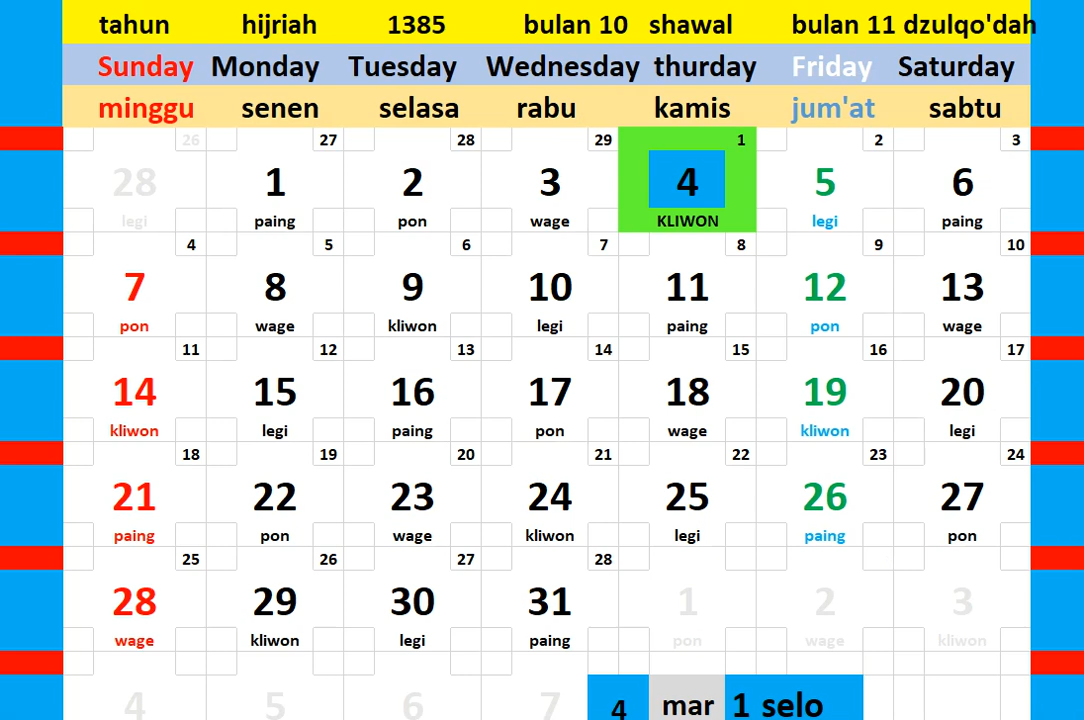 tahun hijriah 1385 bulan 10 shawal bulan 11 dzulqo'dah
Sunday Monday Tuesday Wednesday thurday Friday Saturday
minggu senen selasa rabu kamis jum'at sabtu
26 27 28 29 1 2 3
28 1 2 3 4 5 6
legi paing pon wage KLIWON legi paing
4 5 6 7 8 9 10
7 8 9 10 11 12 13
pon wage kliwon legi paing pon wage
11 12 13 14 15 16 17
14 15 16 17 18 19 20
kliwon legi paing pon wage kliwon legi
18 19 20 21 22 23 24
21 22 23 24 25 26 27
paing pon wage kliwon legi paing pon
25 26 27 28
28 29 30 31 1 2 3
wage kliwon legi paing pon wage kliwon
4 5 6 7 4 mar 1 selo